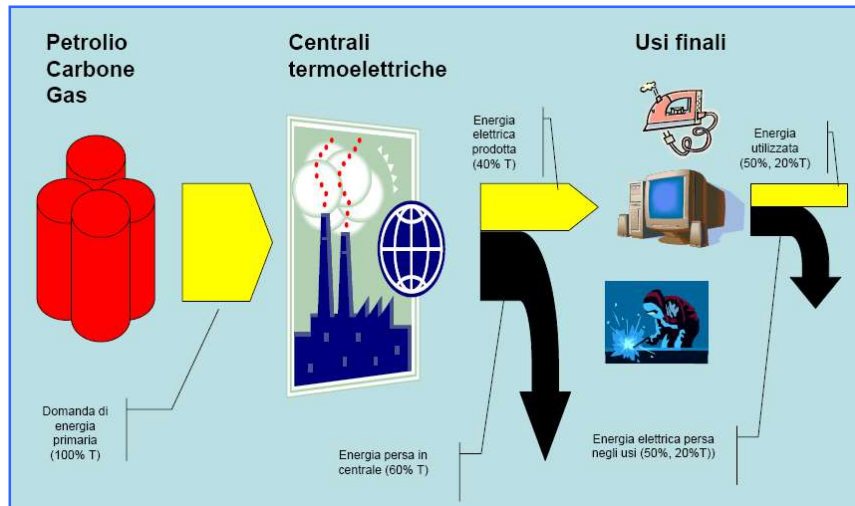 Petrolio
Carbone
Gas
Centrali
termoelettriche
Usi finali
Energia
elettrica
prodotta
(40% T)
Energia
utilizzata
(50%, 20%T)
Domanda di
energia
primaria
(100% T)
Energia persa in
centrale (60% T)
Energia elettrica persa
negli usi (50%, 20%T))